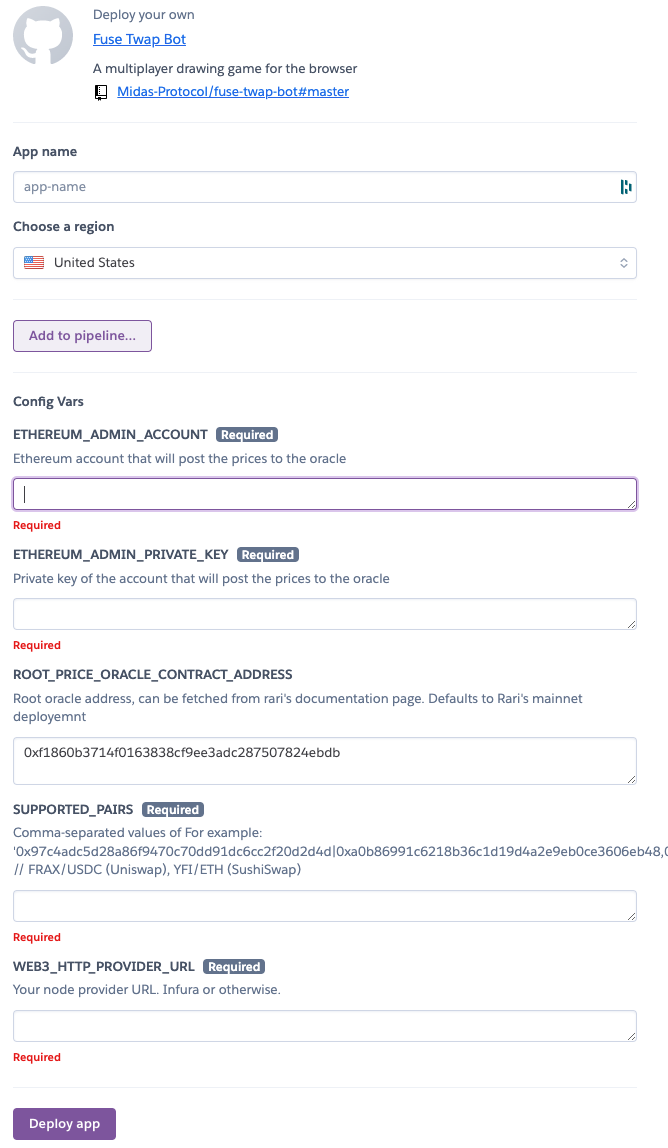 Deploy your own
Fuse Twap Bot
A multiplayer drawing game for the browser
Midas-Protocol/fuse-twap-bot#master
App name
app-name
Choose a region
United States
Add to pipeline...
Config Vars
ETHEREUM_ADMIN_ACCOUNT Required
Ethereum account that will post the prices to the oracle
Required
ETHEREUM_ADMIN_PRIVATE_KEY Required
Private key of the account that will post the prices to the oracle
Required
ROOT_PRICE_ORACLE_CONTRACT_ADDRESS
Root oracle address, can be fetched from rari's documentation page. Defaults to Rari's mainnet
deployemnt
0xf1860b3714f0163838cf9ee3adc287507824ebdb
SUPPORTED_PAIRS Required
Comma-separated values of For example:
'0x97c4adc5d28a86f9470c70dd91dc6cc2f20d2d4d|0xa0b86991c6218b36c1d19d4a2e9eb0ce3606eb48,0
// FRAX/USDC (Uniswap), YFI/ETH (SushiSwap)
Required
WEB3_HTTP_PROVIDER_URL Required
Your node provider URL. Infura or otherwise.
Required
Deploy app